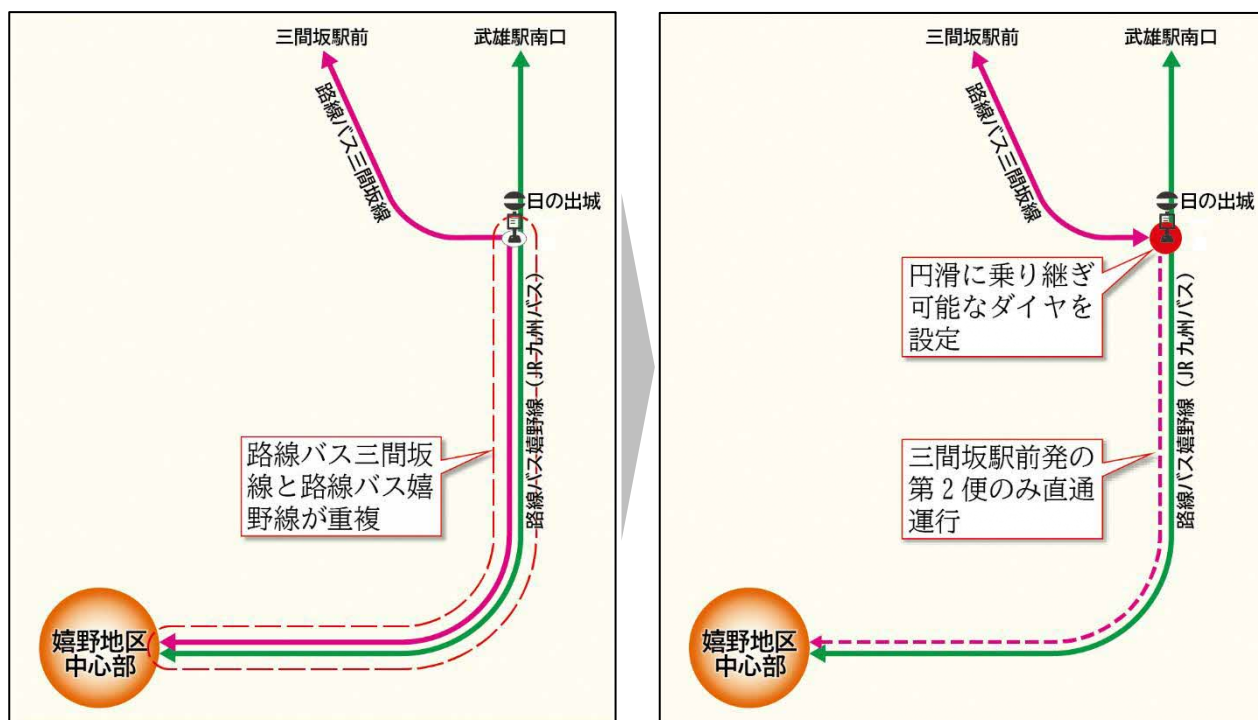 三間坂駅前
武雄駅南口
路線バス三間坂線
日の出城
路線バス嬉野線（JR九州バス）
路線バス三間坂
線と路線バス嬉
野線が重複
嬉野地区
中心部
三間坂駅前
武雄駅南口
路線バス三間坂線
日の出城
円滑に乗り継ぎ
可能なダイヤを
設定
路線バス嬉野線（JR九州バス）
三間坂駅前発の
第２便のみ直通
運行
嬉野地区
中心部